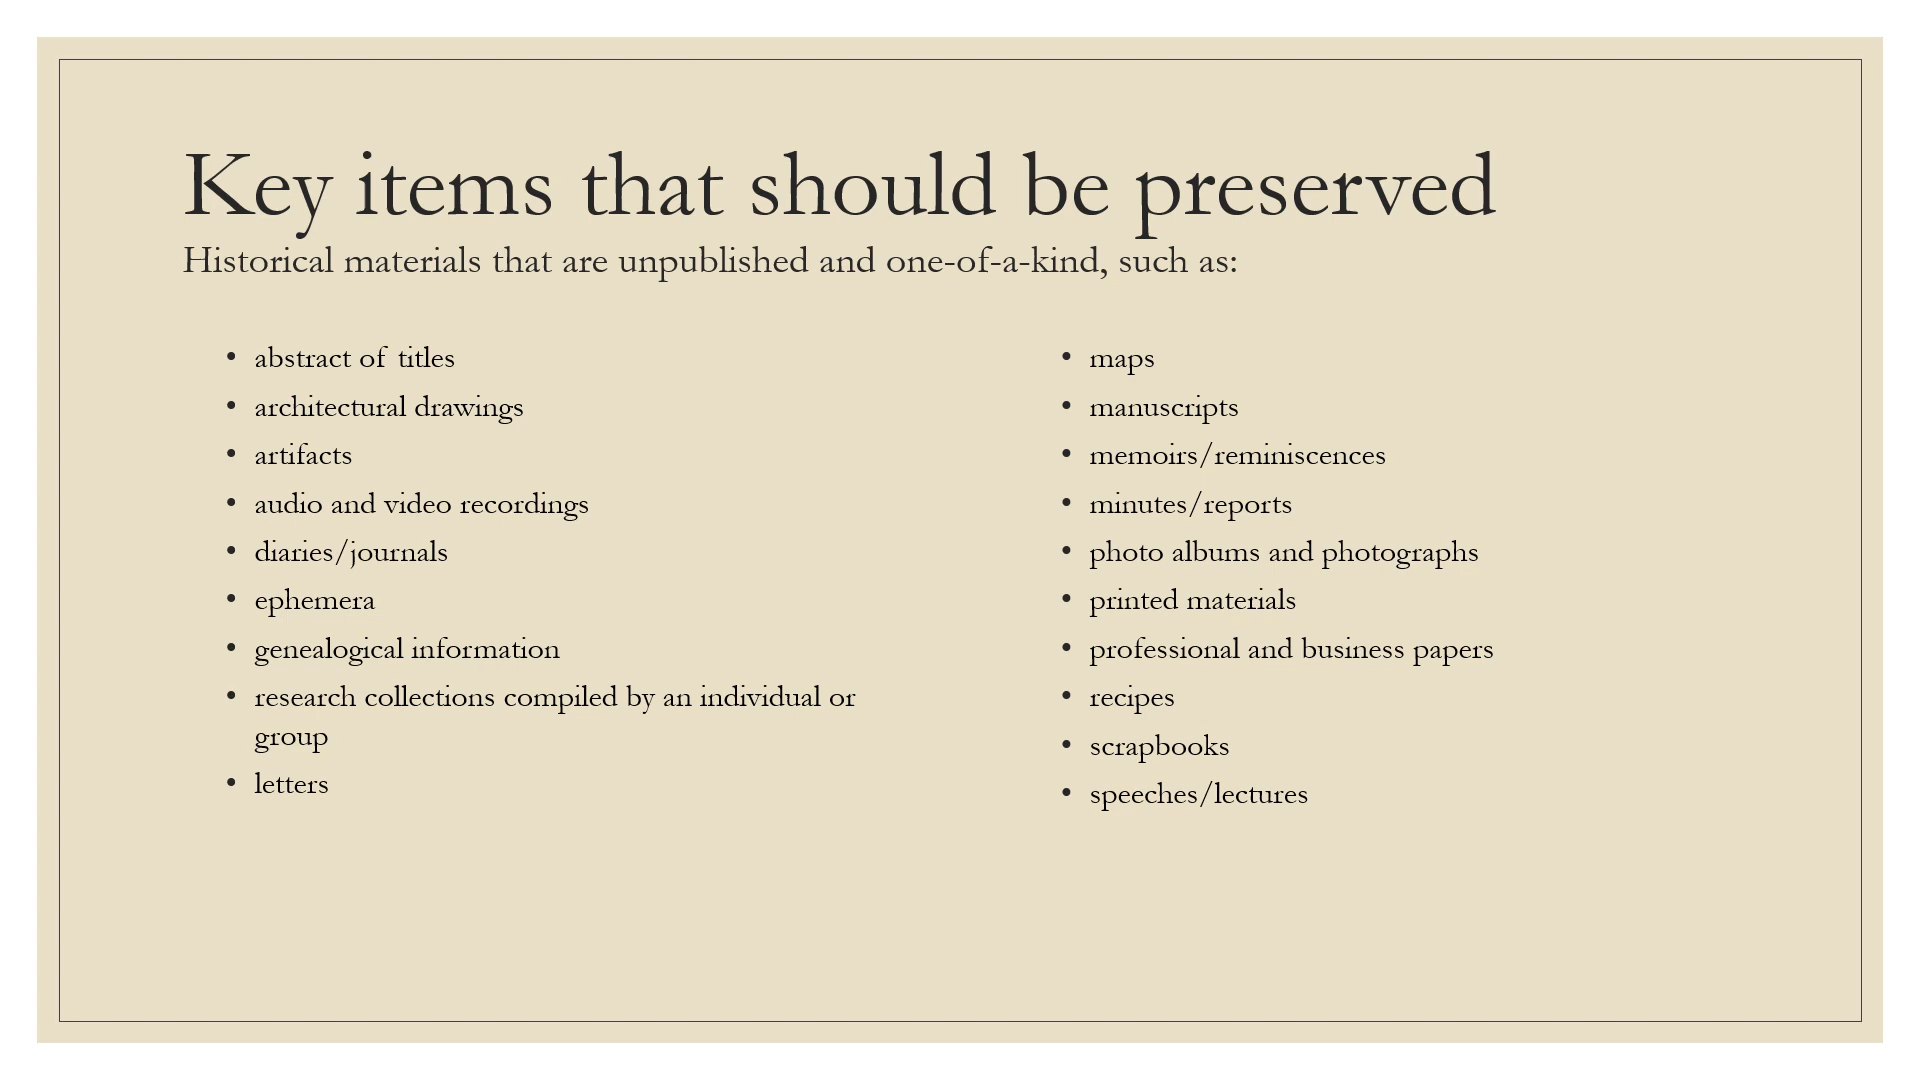 Key items that should be preserved
Historical materials that are unpublished and one-of-a-kind, such as:
• abstract of titles
• architectural drawings
• artifacts
• audio and video recordings
• diaries/journals
• ephemera
• genealogical information
• research collections compiled by an individual or
group
• letters
• maps
• manuscripts
• memoirs/reminiscences
• minutes/reports
• photo albums and photographs
• printed materials
• professional and business papers
• recipes
• scrapbooks
• speeches/lectures